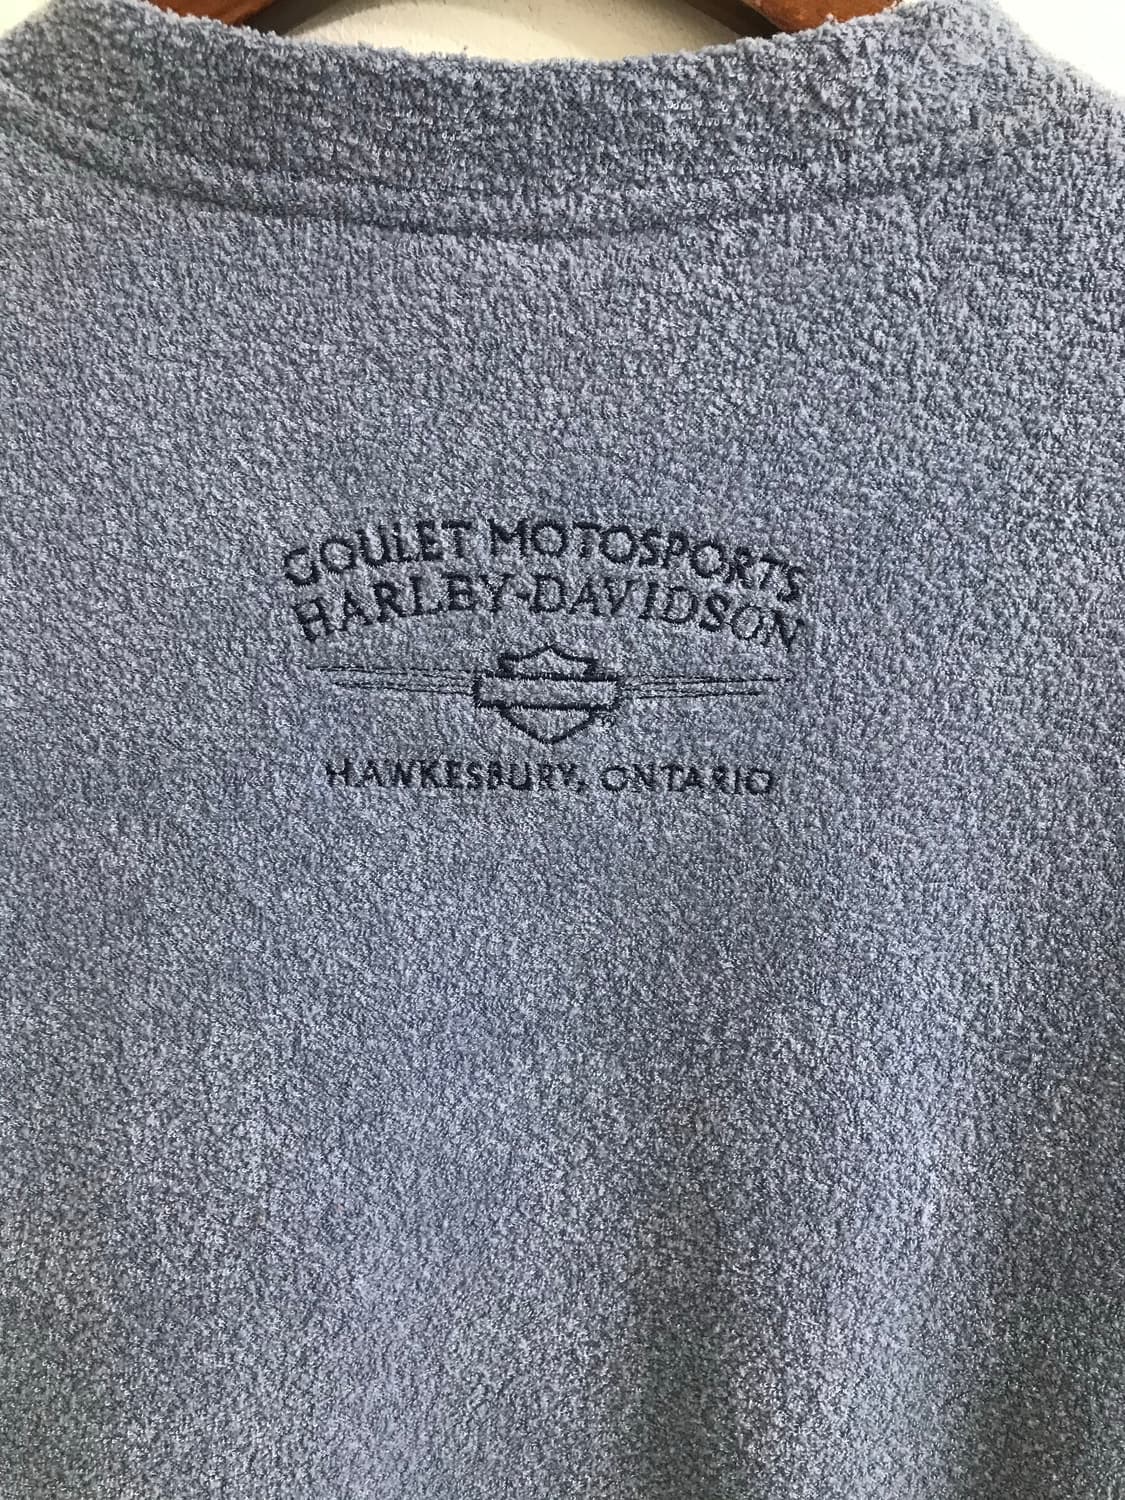 GOULET MOTOSPORTS
HARLEY-DAVIDSON
HAWKESBURY, ONTARIO